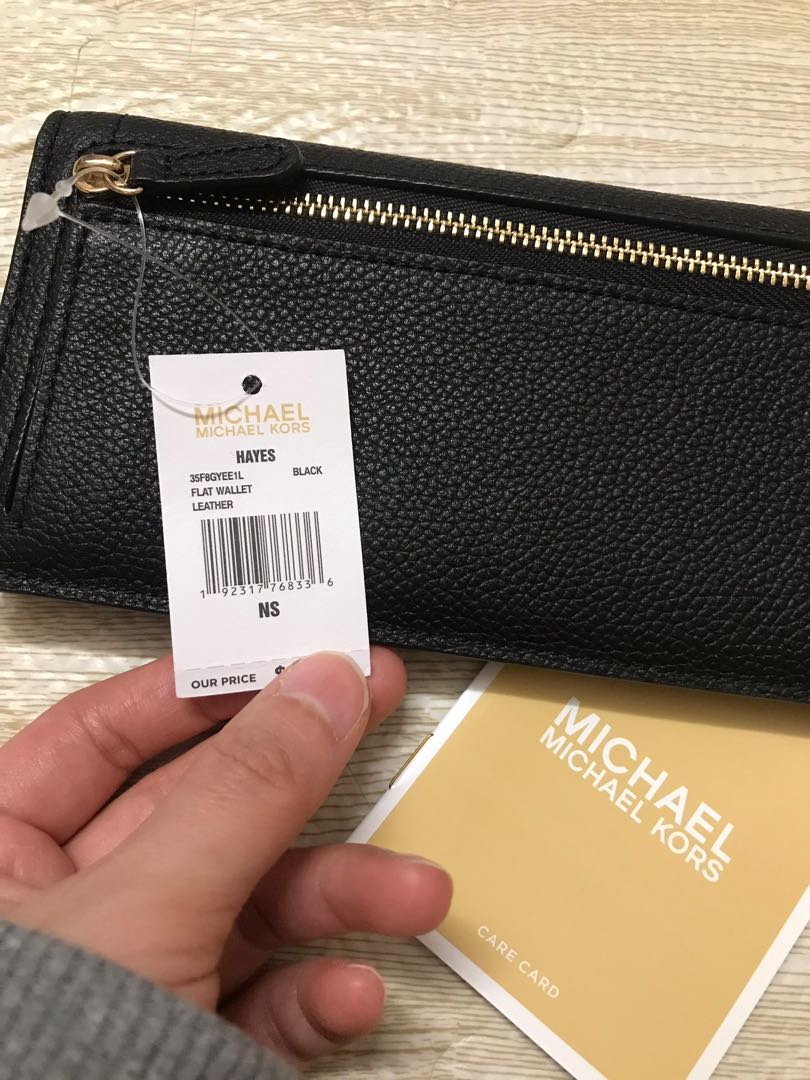 MICHAEL
MICHAEL KORS
HAYES
35F8GYEE1L BLACK
FLAT WALLET
LEATHER
1 92317 76833 6
NS
OUR PRICE
MICHAEL
MICHAEL KORS
CARE CARD